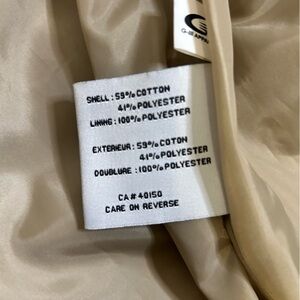 SHELL : 59% COTTON
41% POLYESTER
LINING : 100% POLYESTER
EXTERIEUR : 59% COTON
41% POLYESTER
DOUBLURE : 100% POLYESTER
CA # 40150
CARE ON REVERSE